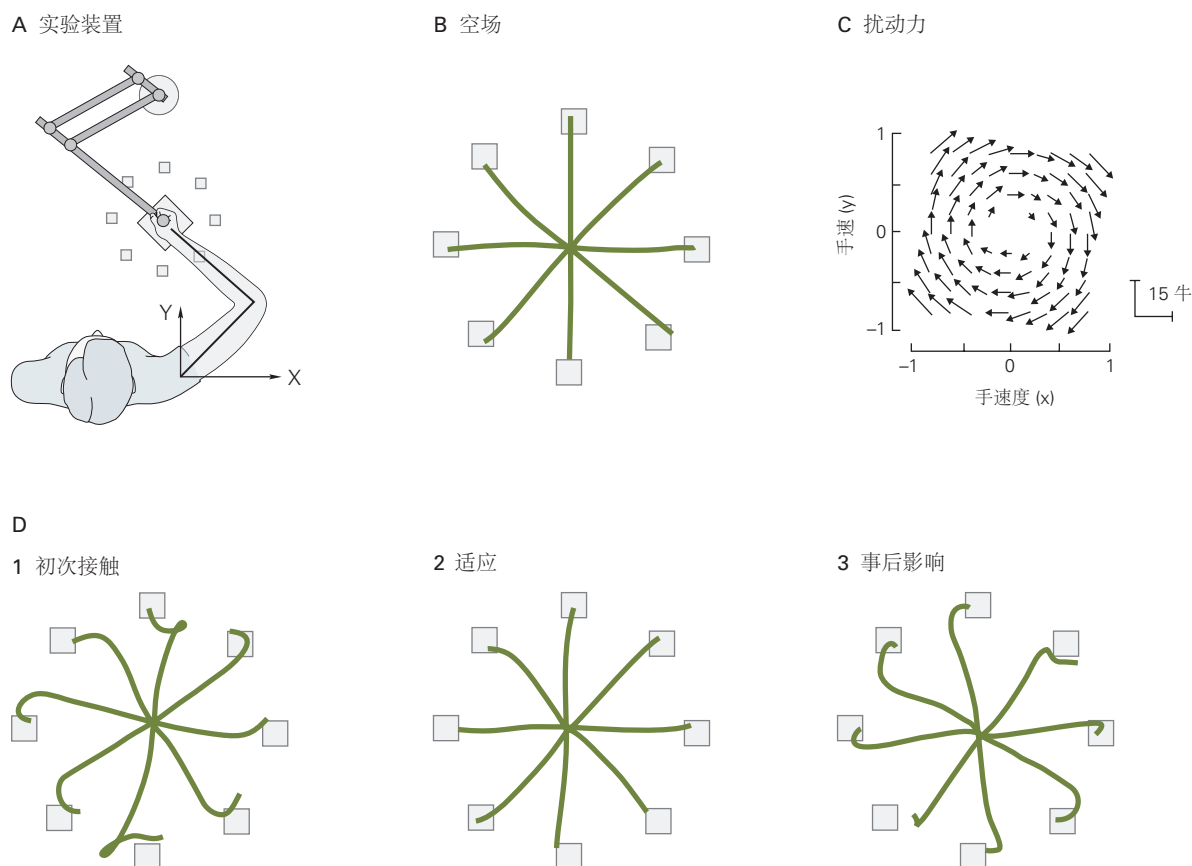 A 实验装置
B 空场
C 扰动力
Y
X
手速 (y)
1
0
−1
15 牛
−1
0
1
手速度 (x)
D
1 初次接触
2 适应
3 事后影响